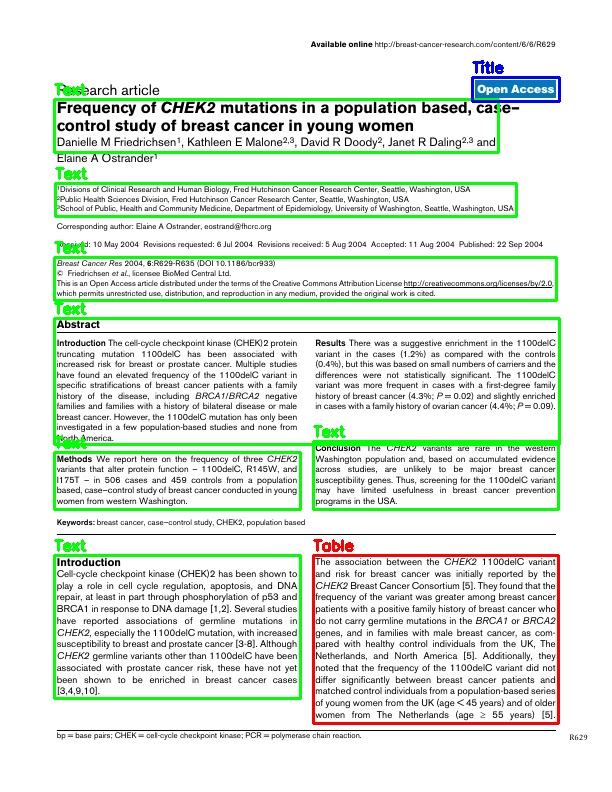 Available online http://breast-cancer-research.com/content/6/6/R629
Title
Open Access
Text
Research article
Frequency of CHEK2 mutations in a population based, case–
control study of breast cancer in young women
Danielle M Friedrichsen1, Kathleen E Malone2,3, David R Doody2, Janet R Daling2,3 and
Elaine A Ostrander1
Text
1Divisions of Clinical Research and Human Biology, Fred Hutchinson Cancer Research Center, Seattle, Washington, USA
2Public Health Sciences Division, Fred Hutchinson Cancer Research Center, Seattle, Washington, USA
3School of Public, Health and Community Medicine, Department of Epidemiology, University of Washington, Seattle, Washington, USA
Corresponding author: Elaine A Ostrander, eostrand@fhcrc.org
Text
Received: 10 May 2004 Revisions requested: 6 Jul 2004 Revisions received: 5 Aug 2004 Accepted: 11 Aug 2004 Published: 22 Sep 2004
Breast Cancer Res 2004, 6:R629-R635 (DOI 10.1186/bcr933)
© Friedrichsen et al., licensee BioMed Central Ltd.
This is an Open Access article distributed under the terms of the Creative Commons Attribution License http://creativecommons.org/licenses/by/2.0,
which permits unrestricted use, distribution, and reproduction in any medium, provided the original work is cited.
Text
Abstract
Introduction The cell-cycle checkpoint kinase (CHEK)2 protein
truncating mutation 1100delC has been associated with
increased risk for breast or prostate cancer. Multiple studies
have found an elevated frequency of the 1100delC variant in
specific stratifications of breast cancer patients with a family
history of the disease, including BRCA1/BRCA2 negative
families and families with a history of bilateral disease or male
breast cancer. However, the 1100delC mutation has only been
investigated in a few population-based studies and none from
North America.
Text
Methods We report here on the frequency of three CHEK2
variants that alter protein function – 1100delC, R145W, and
I175T – in 506 cases and 459 controls from a population
based, case–control study of breast cancer conducted in young
women from western Washington.
Results There was a suggestive enrichment in the 1100delC
variant in the cases (1.2%) as compared with the controls
(0.4%), but this was based on small numbers of carriers and the
differences were not statistically significant. The 1100delC
variant was more frequent in cases with a first-degree family
history of breast cancer (4.3%; P = 0.02) and slightly enriched
in cases with a family history of ovarian cancer (4.4%; P = 0.09).
Text
Conclusion The CHEK2 variants are rare in the western
Washington population and, based on accumulated evidence
across studies, are unlikely to be major breast cancer
susceptibility genes. Thus, screening for the 1100delC variant
may have limited usefulness in breast cancer prevention
programs in the USA.
Keywords: breast cancer, case–control study, CHEK2, population based
Text
Introduction
Cell-cycle checkpoint kinase (CHEK)2 has been shown to
play a role in cell cycle regulation, apoptosis, and DNA
repair, at least in part through phosphorylation of p53 and
BRCA1 in response to DNA damage [1,2]. Several studies
have reported associations of germline mutations in
CHEK2, especially the 1100delC mutation, with increased
susceptibility to breast and prostate cancer [3-8]. Although
CHEK2 germline variants other than 1100delC have been
associated with prostate cancer risk, these have not yet
been shown to be enriched in breast cancer cases
[3,4,9,10].
Table
The association between the CHEK2 1100delC variant
and risk for breast cancer was initially reported by the
CHEK2 Breast Cancer Consortium [5]. They found that the
frequency of the variant was greater among breast cancer
patients with a positive family history of breast cancer who
do not carry germline mutations in the BRCA1 or BRCA2
genes, and in families with male breast cancer, as com-
pared with healthy control individuals from the UK, The
Netherlands, and North America [5]. Additionally, they
noted that the frequency of the 1100delC variant did not
differ significantly between breast cancer patients and
matched control individuals from a population-based series
of young women from the UK (age < 45 years) and of older
women from The Netherlands (age ≥ 55 years) [5].
bp = base pairs; CHEK = cell-cycle checkpoint kinase; PCR = polymerase chain reaction.
R629